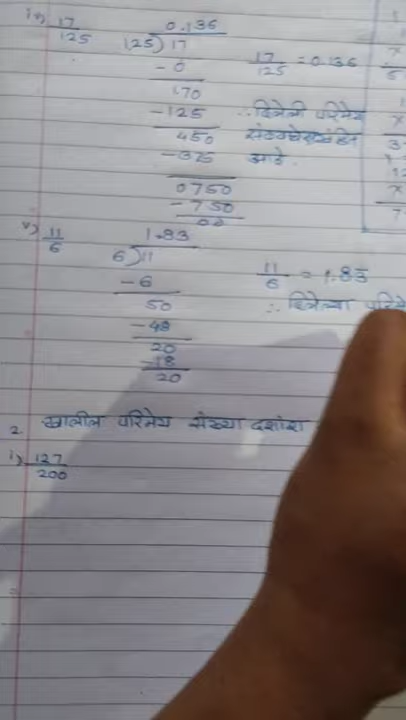 iv) 17/125
0.136
125)17
-0
170
-125
450
-375
0750
-750
00
17/125 = 0.136
∴ दिलेली परिमेय
आहे.
v) 11/6
1.83
6)11
-6
50
-48
20
-18
20
11/6 = 1.83
∴ दिलेल्या
2. खालील परिमेय संख्या दशांश
i) 127/200